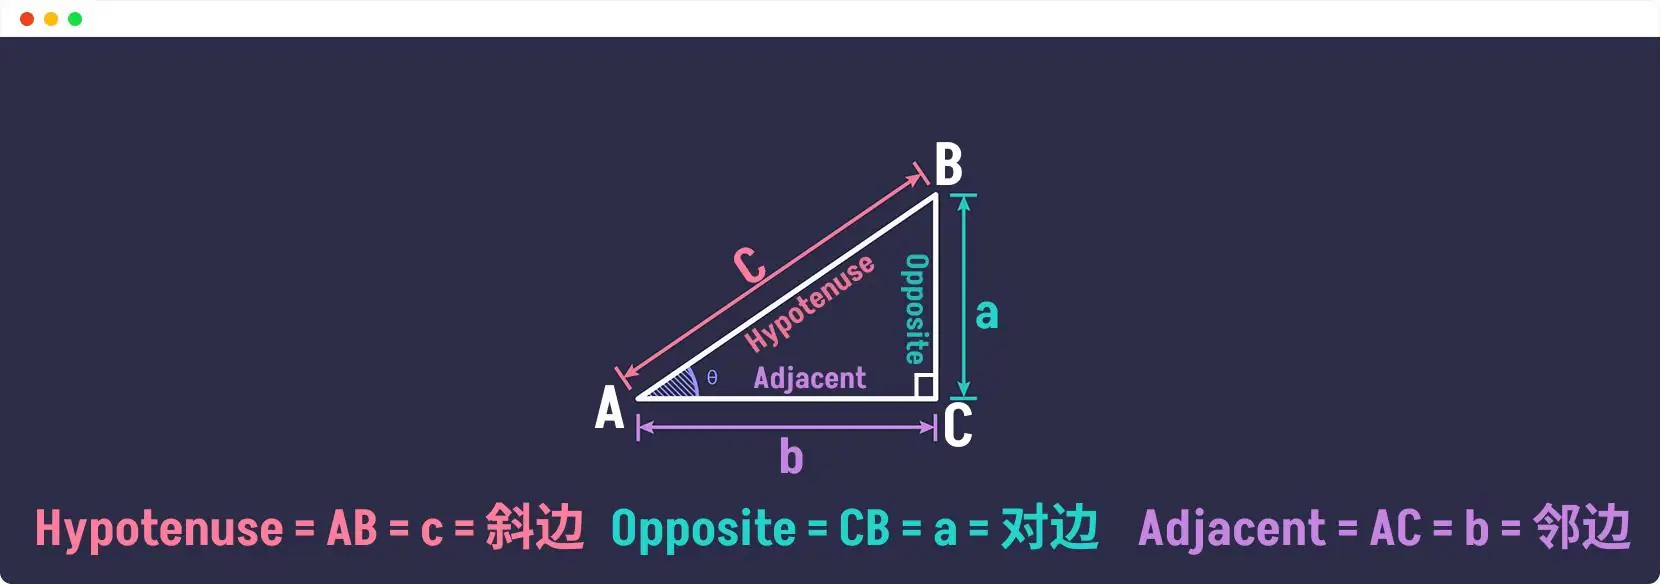 B
C
Hypotenuse
Opposite
a
θ
Adjacent
A
C
b
Hypotenuse = AB = c = 斜边 Opposite = CB = a = 对边 Adjacent = AC = b = 邻边